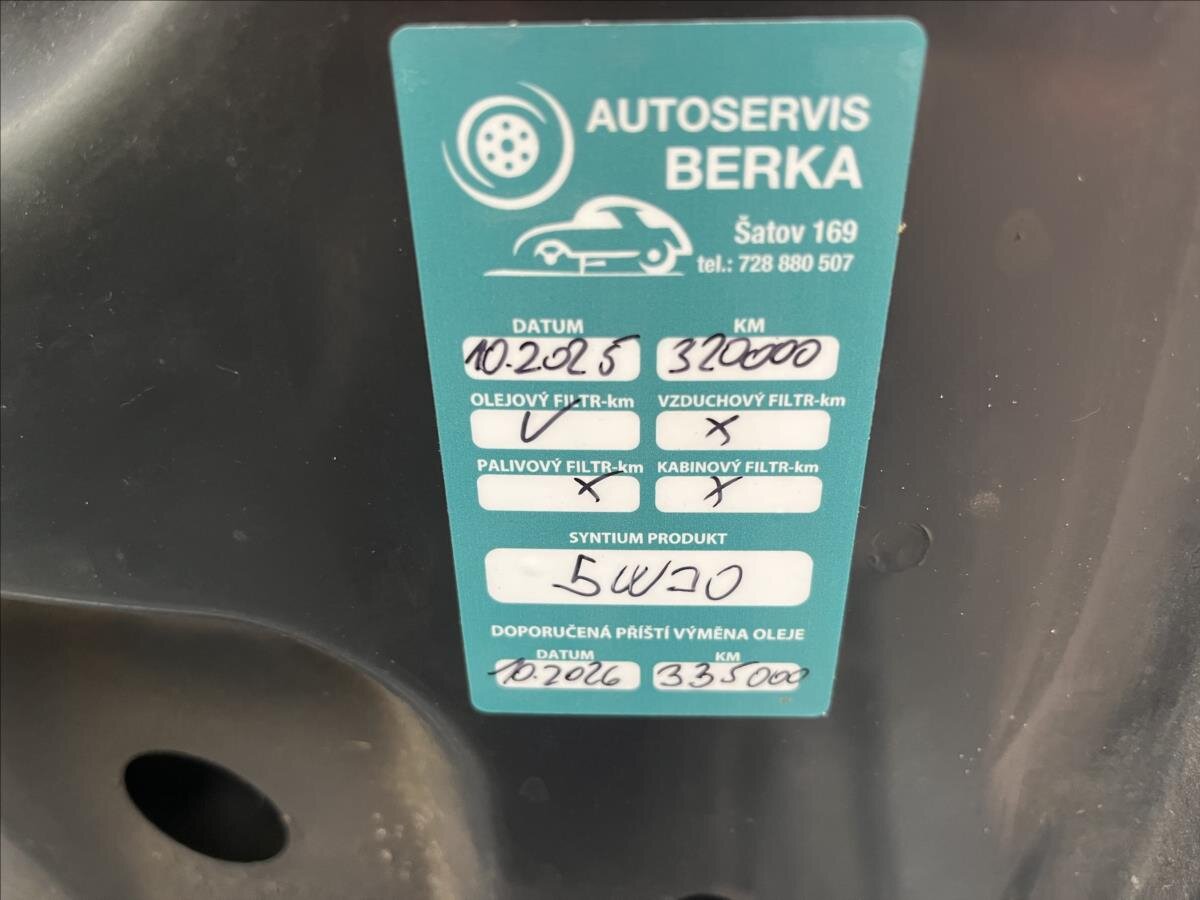 AUTOSERVIS
BERKA
Šatov 169
tel.: 728 880 507
DATUM KM
10.2025 320000
OLEJOVÝ FILTR-km VZDUCHOVÝ FILTR-km
✓ X
PALIVOVÝ FILTR-km KABINOVÝ FILTR-km
X X
SYNTIUM PRODUKT
5W30
DOPORUČENÁ PŘÍŠTÍ VÝMĚNA OLEJE
DATUM KM
10.2026 335000